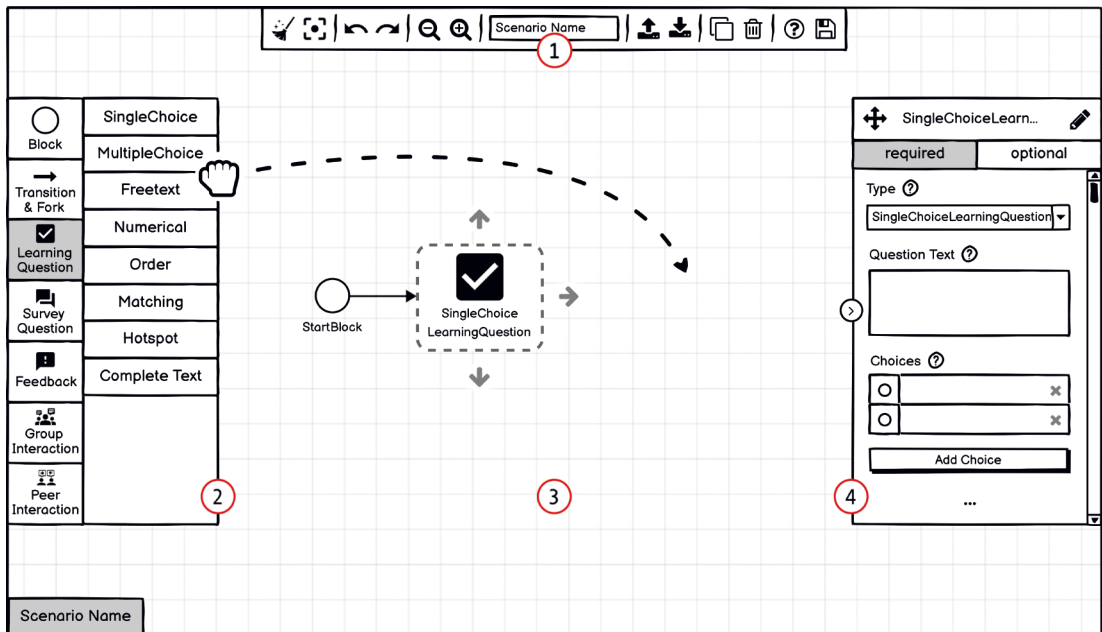 Scenario Name
1
Block
Transition
& Fork
Learning
Question
Survey
Question
Feedback
Group
Interaction
Peer
Interaction
SingleChoice
MultipleChoice
Freetext
Numerical
Order
Matching
Hotspot
Complete Text
2
StartBlock
SingleChoice
LearningQuestion
3
SingleChoiceLearn...
required
optional
Type ?
SingleChoiceLearningQuestion
Question Text ?
Choices ?
Add Choice
...
4
Scenario Name